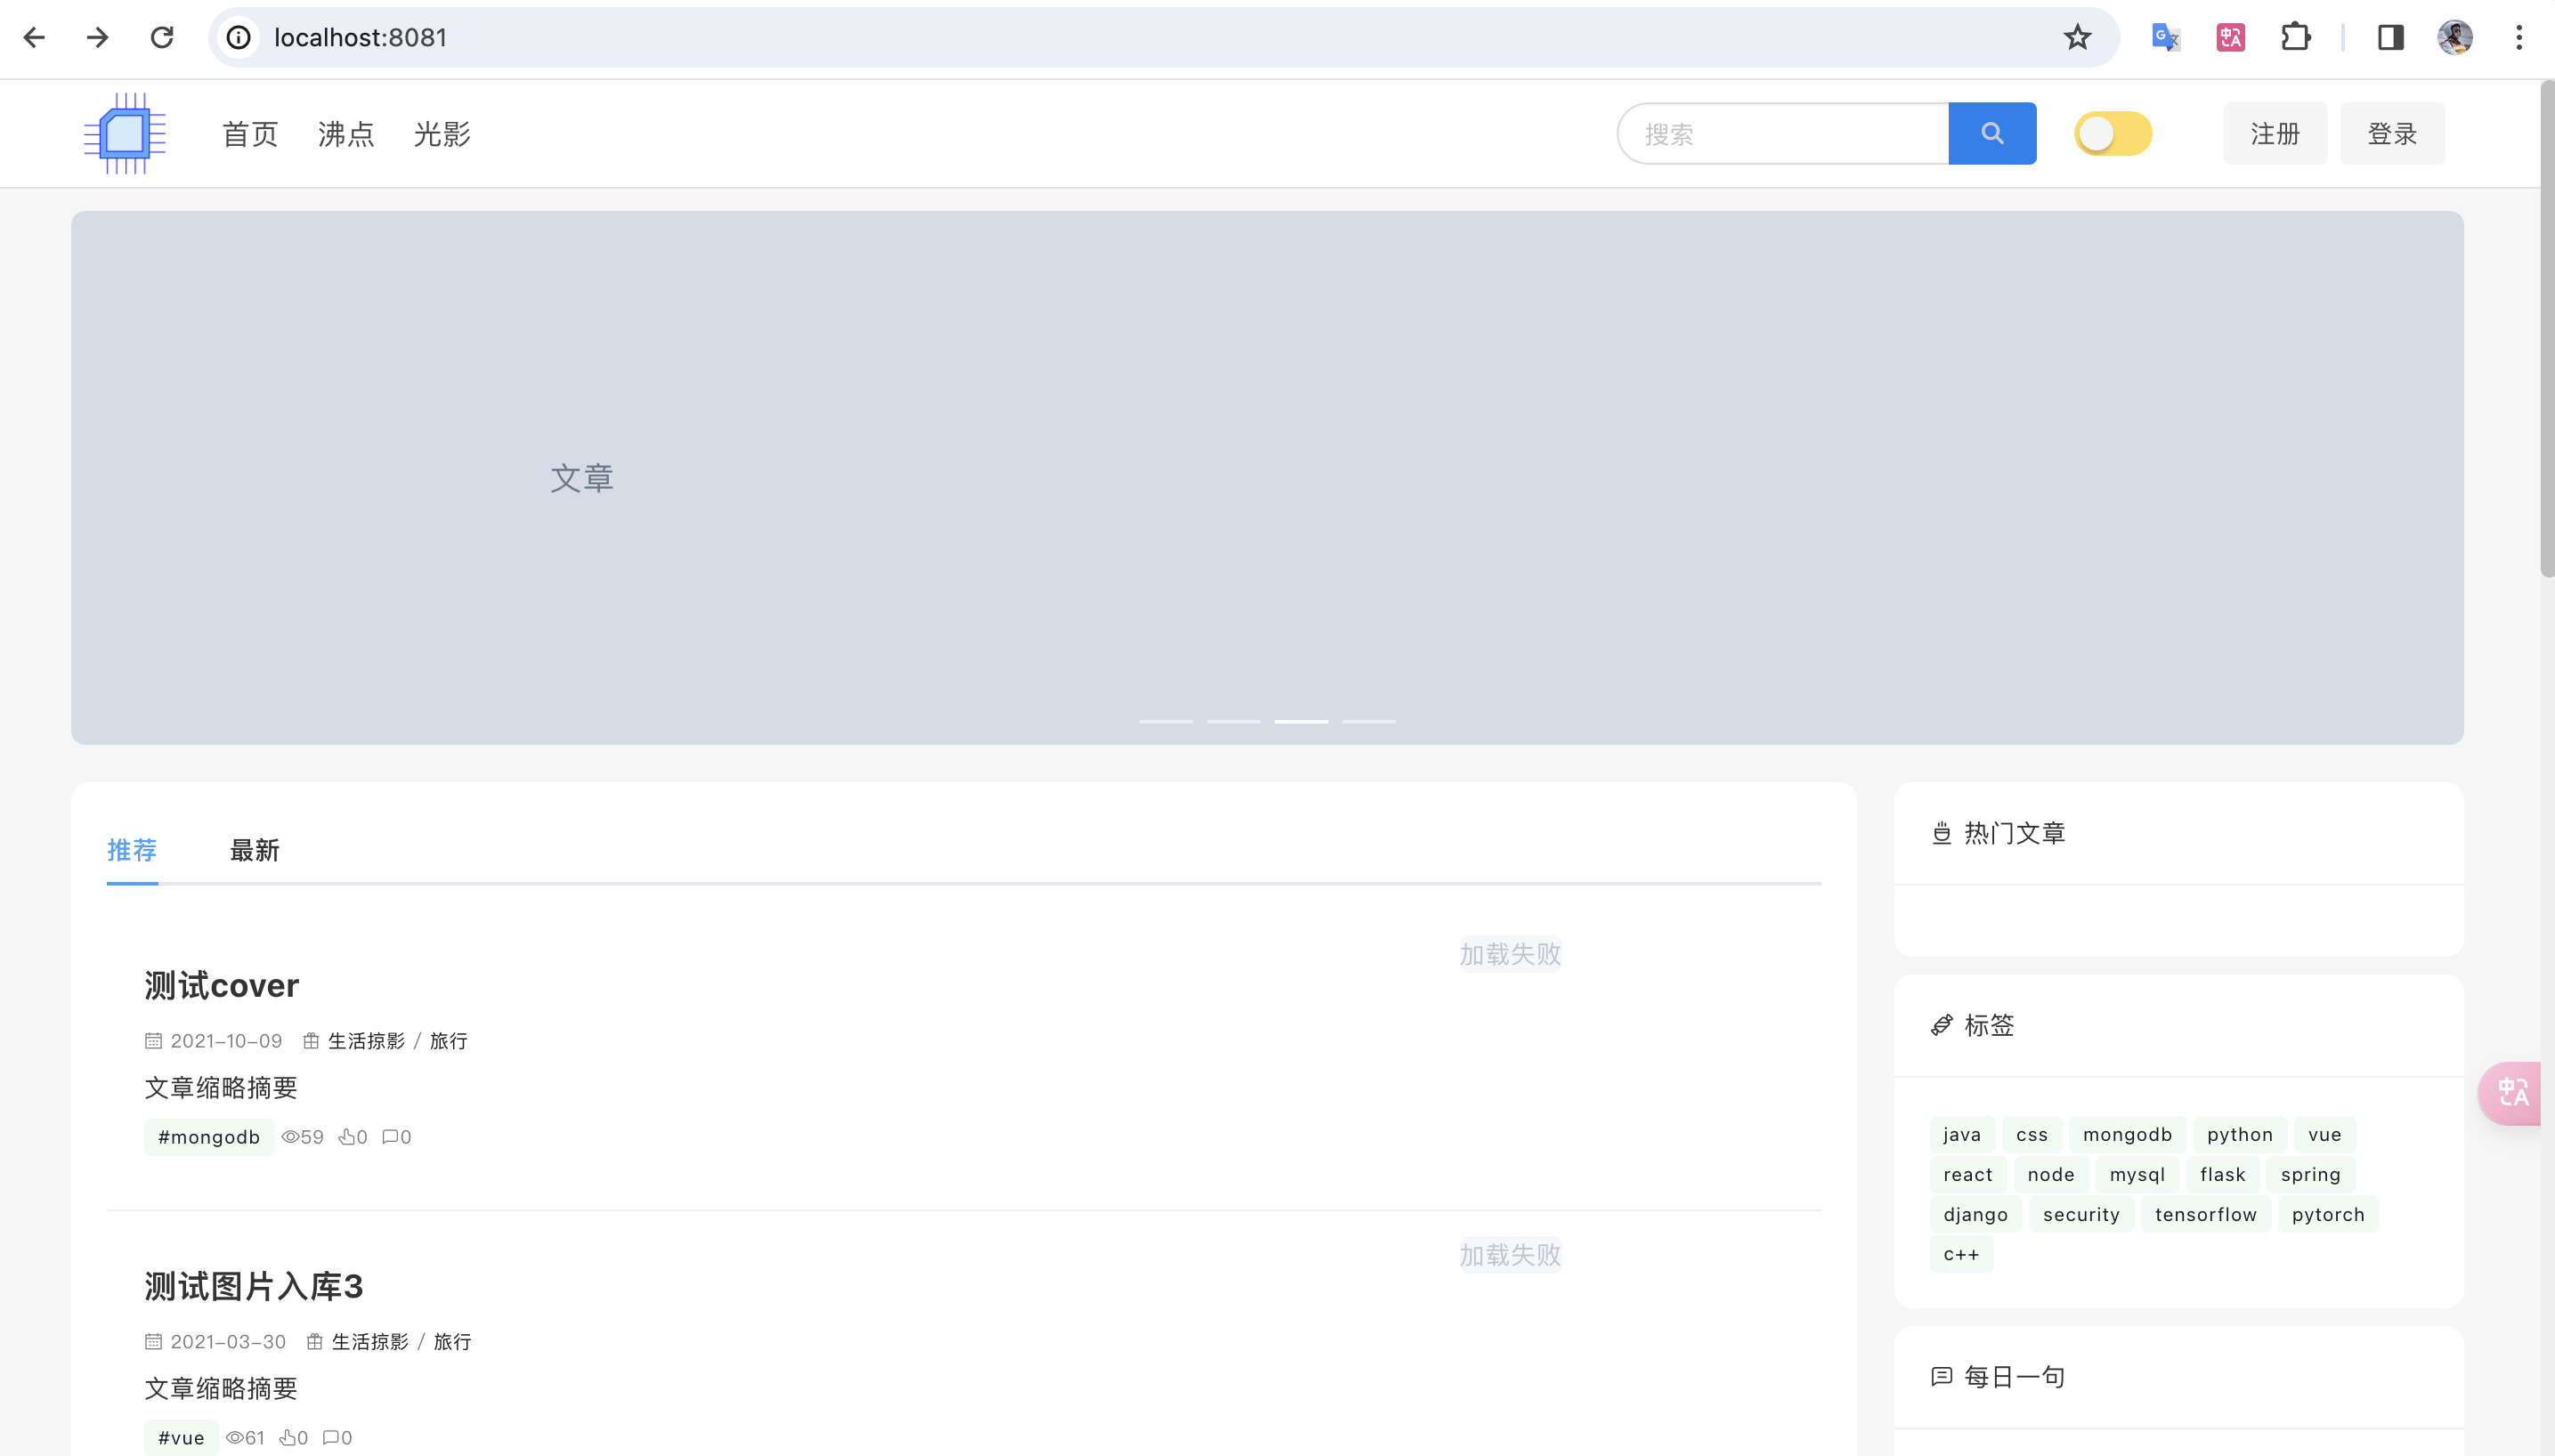 localhost:8081
首页 沸点 光影 搜索 注册 登录
文章
推荐 最新
测试cover
加载失败
2021-10-09 生活掠影 / 旅行
文章缩略摘要
#mongodb 59 0 0
测试图片入库3
加载失败
2021-03-30 生活掠影 / 旅行
文章缩略摘要
#vue 61 0 0
热门文章
标签
java css mongodb python vue
react node mysql flask spring
django security tensorflow pytorch
c++
每日一句
中A